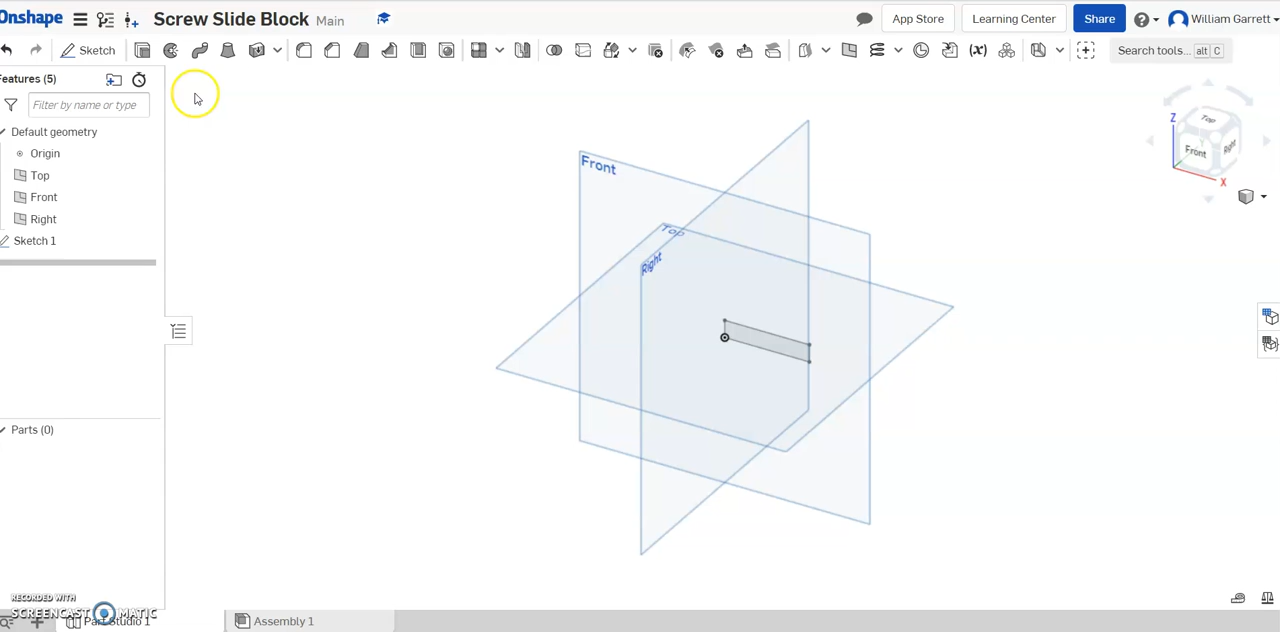 Onshape Screw Slide Block Main App Store Learning Center Share William Garrett
Sketch Search tools... alt C
Features (5)
Filter by name or type
Default geometry
Origin
Top
Front
Right
Sketch 1
Parts (0)
Front
Top
Right
Z
Top
Front
Right
X
RECORDED WITH
SCREENCAST MATIC
Part Studio 1 Assembly 1